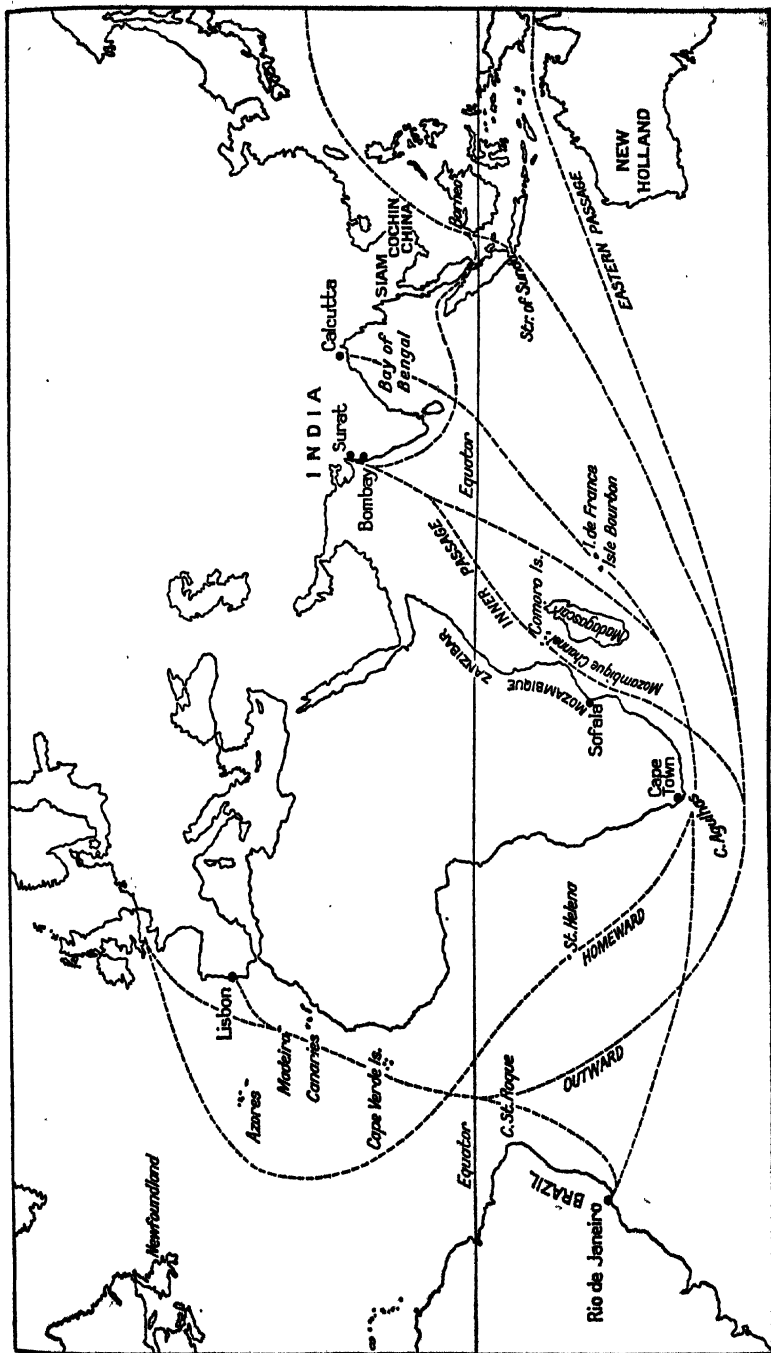 Newfoundland
Azores
Lisbon
Madeira
Canaries
Cape Verde Is.
Equator
C. St. Roque
BRAZIL
Rio de Janeiro
OUTWARD
HOMEWARD
St. Helena
Cape
Town
C. Agulhas
Sofala
MOZAMBIQUE
ZANZIBAR
Mozambique Channel
Madagascar
Comoro Is.
INNER PASSAGE
I. de France
Isle Bourbon
Equator
INDIA
Surat
Bombay
Calcutta
Bay of
Bengal
SIAM
COCHIN
CHINA
Borneo
Str. of Sunda
EASTERN PASSAGE
NEW
HOLLAND